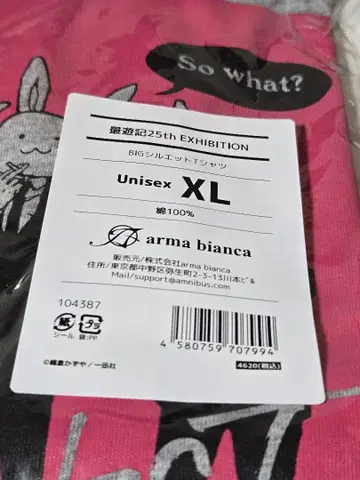 So what?
最遊記25th EXHIBITION
BIGシルエットTシャツ
Unisex XL
綿100%
arma bianca
販売元/株式会社arma bianca
住所/東京都中野区弥生町2-3-13川本ビル
Mail/support@amnibus.com
104387
紙 プラ
シール 袋:PP
4 580759 707994
©峰倉かずや/一迅社
4620(税込)